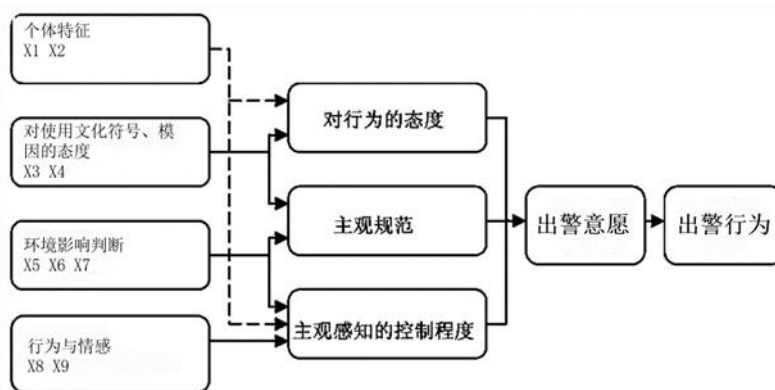 个体特征
X1 X2
对使用文化符号、模
因的态度
X3 X4
环境影响判断
X5 X6 X7
行为与情感
X8 X9
对行为的态度
主观规范
主观感知的控制程度
出警意愿
出警行为